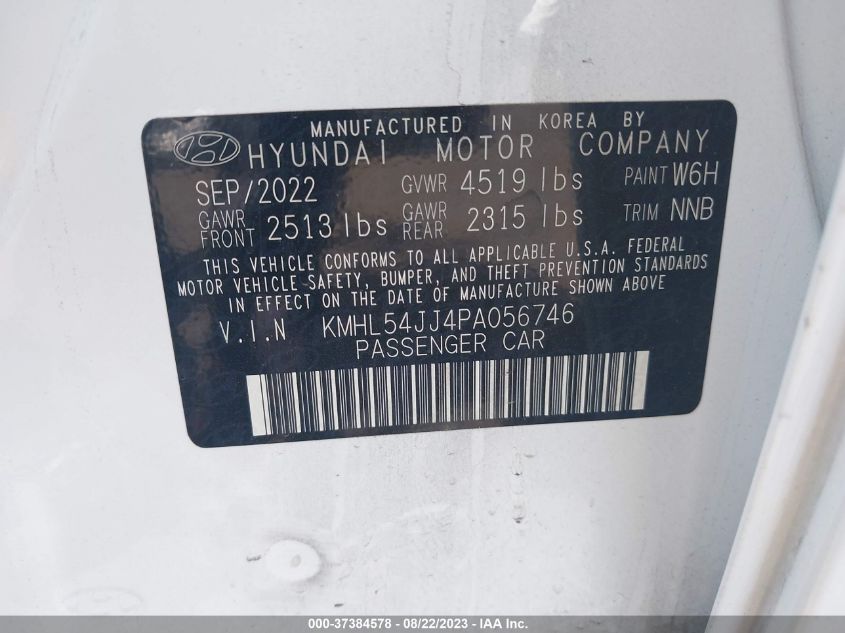 MANUFACTURED IN KOREA BY
HYUNDAI MOTOR COMPANY
SEP/2022 GVWR 4519 lbs PAINT W6H
GAWR FRONT 2513 lbs GAWR REAR 2315 lbs TRIM NNB
THIS VEHICLE CONFORMS TO ALL APPLICABLE U.S.A. FEDERAL
MOTOR VEHICLE SAFETY, BUMPER, AND THEFT PREVENTION STANDARDS
IN EFFECT ON THE DATE OF MANUFACTURE SHOWN ABOVE
V.I.N KMHL54JJ4PA056746
PASSENGER CAR
000-37384578 - 08/22/2023 - IAA Inc.